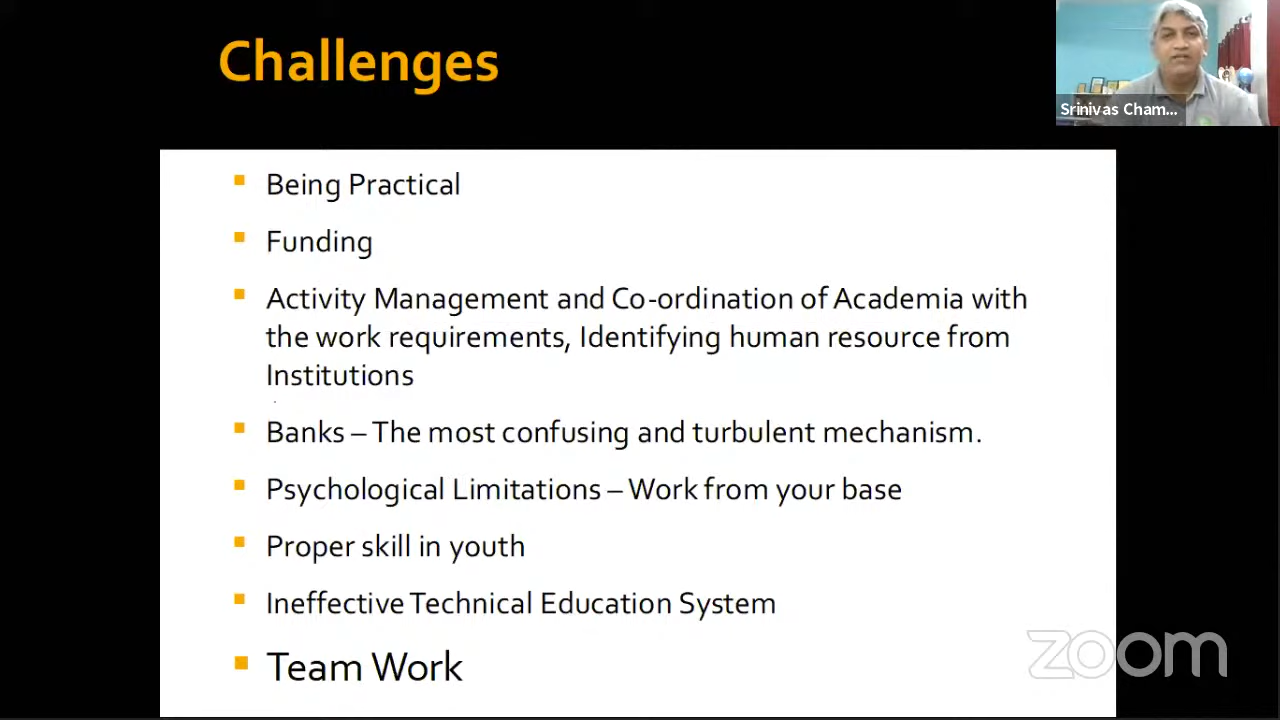 Challenges
Srinivas Cham...
Being Practical
Funding
Activity Management and Co-ordination of Academia with
the work requirements, Identifying human resource from
Institutions
Banks – The most confusing and turbulent mechanism.
Psychological Limitations – Work from your base
Proper skill in youth
Ineffective Technical Education System
Team Work
zoom